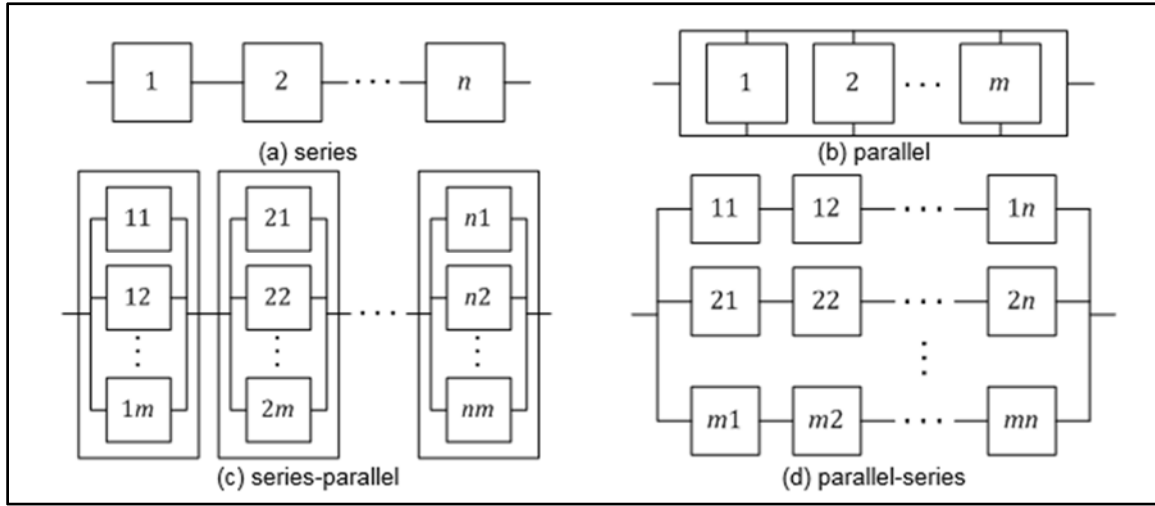 1 2 ··· n
(a) series
1 2 ··· m
(b) parallel
11 21 n1
12 22 ··· n2
⋮ ⋮ ⋮
1m 2m nm
(c) series-parallel
11 12 ··· 1n
21 22 ··· 2n
⋮
m1 m2 ··· mn
(d) parallel-series